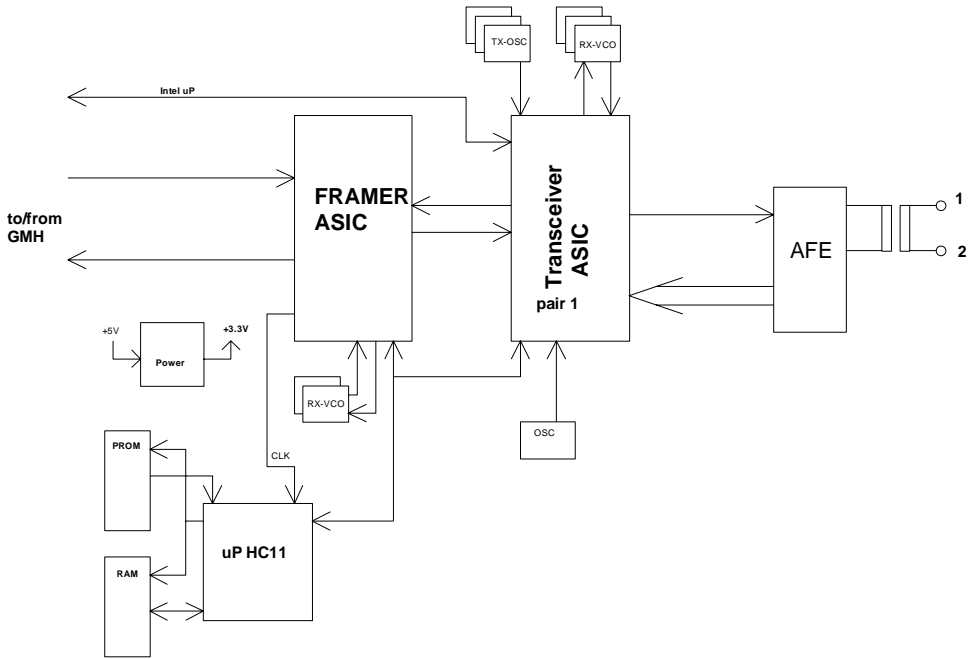 TX-OSC
RX-VCO
Intel uP
FRAMER
ASIC
Transceiver
ASIC
pair 1
to/from
GMH
AFE
1
2
+5V
+3.3V
Power
RX-VCO
OSC
CLK
PROM
uP HC11
RAM